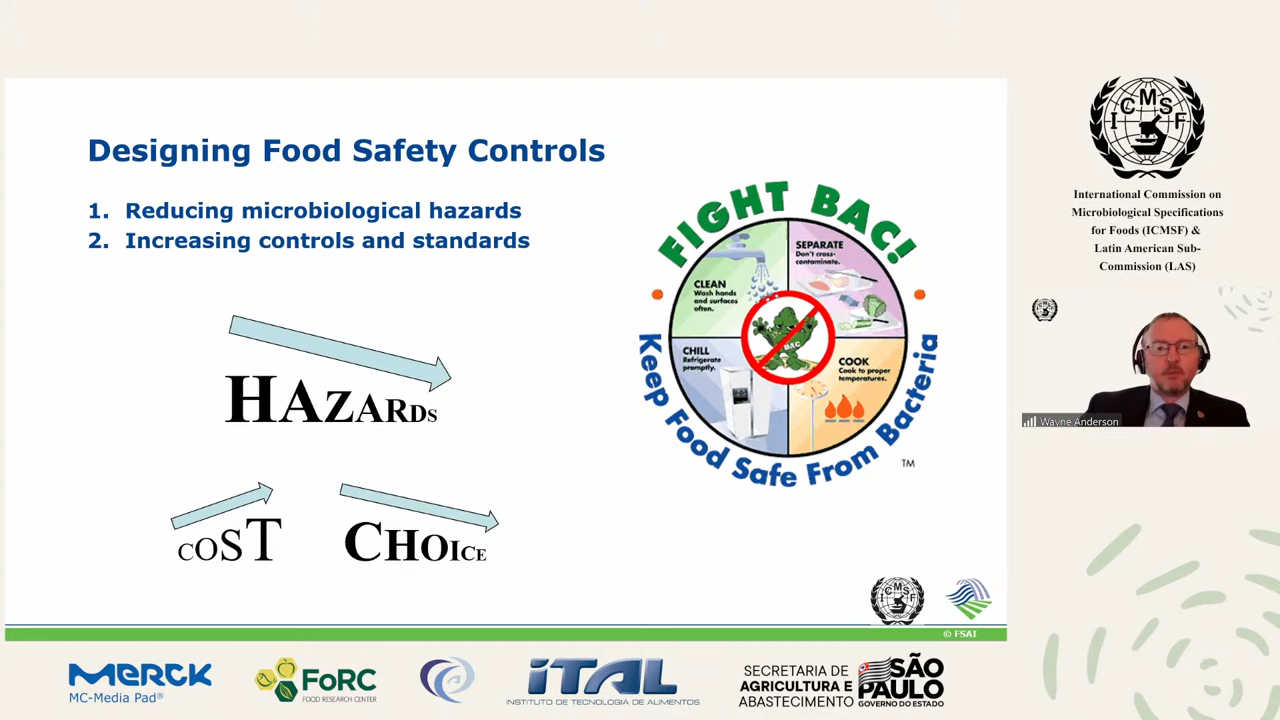 Designing Food Safety Controls
1. Reducing microbiological hazards
2. Increasing controls and standards
HAZARDS
COST
CHOICE
FIGHT BAC!
CLEAN
Wash hands
and surfaces
often.
SEPARATE
Don't cross-
contaminate.
BAC
CHILL
Refrigerate
promptly.
COOK
Cook to proper
temperatures.
Keep Food Safe From Bacteria
TM
ICMSF
© FSAI
ICMSF
International Commission on
Microbiological Specifications
for Foods (ICMSF) &
Latin American Sub-
Commission (LAS)
Wayne Anderson
MERCK
MC-Media Pad®
FoRC
FOOD RESEARCH CENTER
iTAL
INSTITUTO DE TECNOLOGIA DE ALIMENTOS
SECRETARIA DE
AGRICULTURA E
ABASTECIMENTO
SÃO
PAULO
GOVERNO DO ESTADO